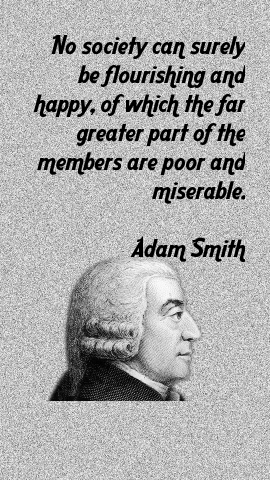 No society can surely
be flourishing and
happy, of which the far
greater part of the
members are poor and
miserable.
Adam Smith